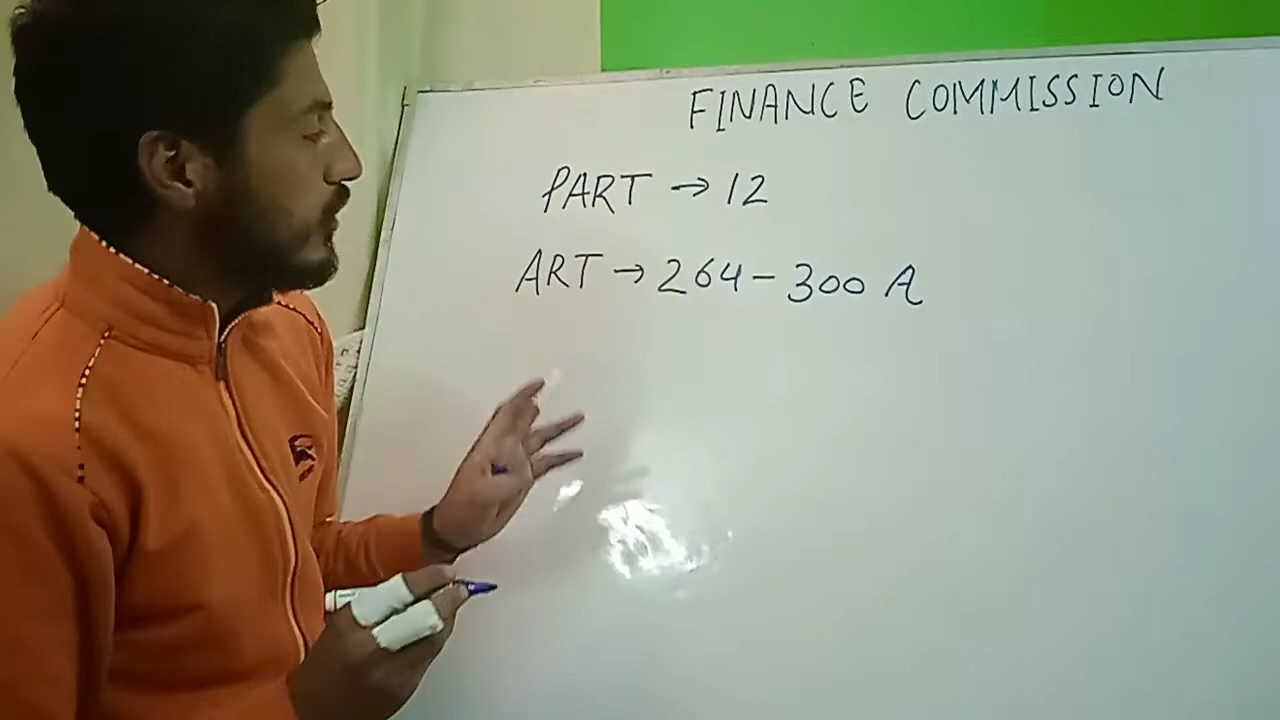 FINANCE COMMISSION
PART → 12
ART → 264 - 300 A